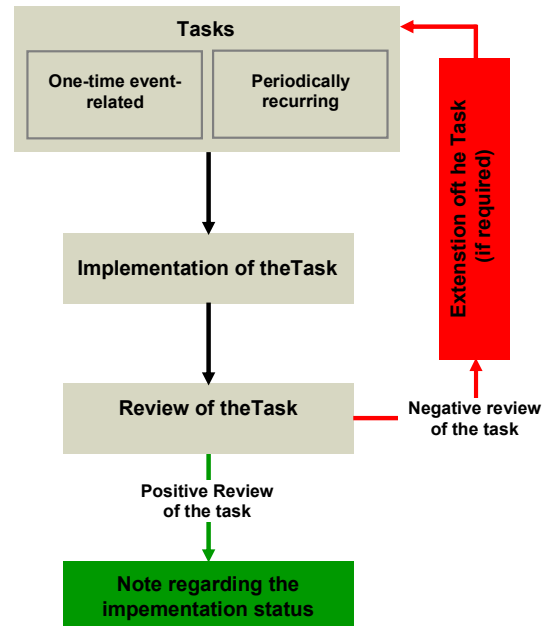 Tasks
One-time event-
related
Periodically
recurring
Implementation of theTask
Review of theTask
Extenstion oft he Task
(if required)
Negative review
of the task
Positive Review
of the task
Note regarding the
impementation status